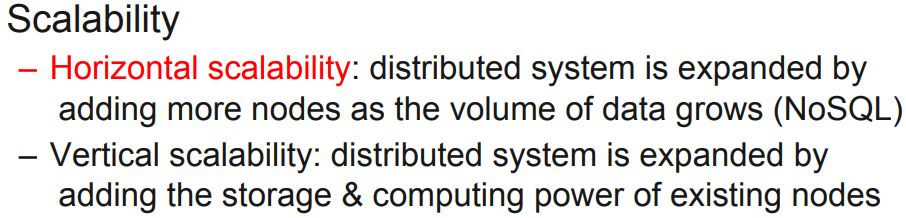 Scalability
– Horizontal scalability: distributed system is expanded by
adding more nodes as the volume of data grows (NoSQL)
– Vertical scalability: distributed system is expanded by
adding the storage & computing power of existing nodes